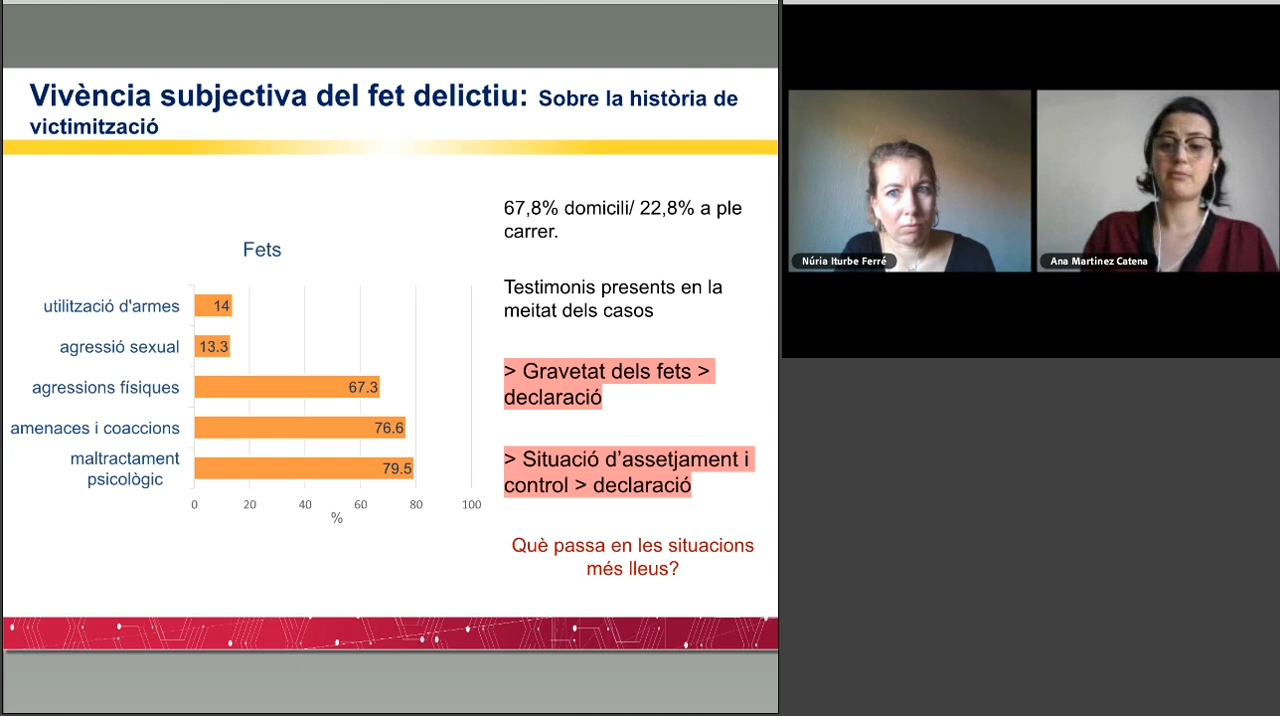 Vivència subjectiva del fet delictiu: Sobre la història de
victimització
67,8% domicili/ 22,8% a ple
carrer.
Testimonis presents en la
meitat dels casos
> Gravetat dels fets >
declaració
> Situació d'assetjament i
control > declaració
Què passa en les situacions
més lleus?
Fets
utilització d'armes
14
agressió sexual
13.3
agressions físiques
67.3
amenaces i coaccions
76.6
maltractament
psicològic
79.5
0 20 40 60 80 100
%
Núria Iturbe Ferré
Ana Martinez Catena